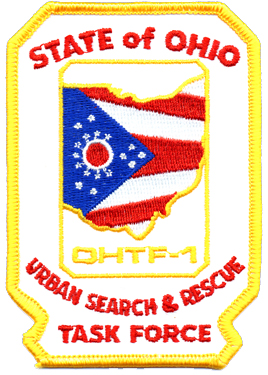 STATE of OHIO
OHTF-1
URBAN SEARCH & RESCUE
TASK FORCE